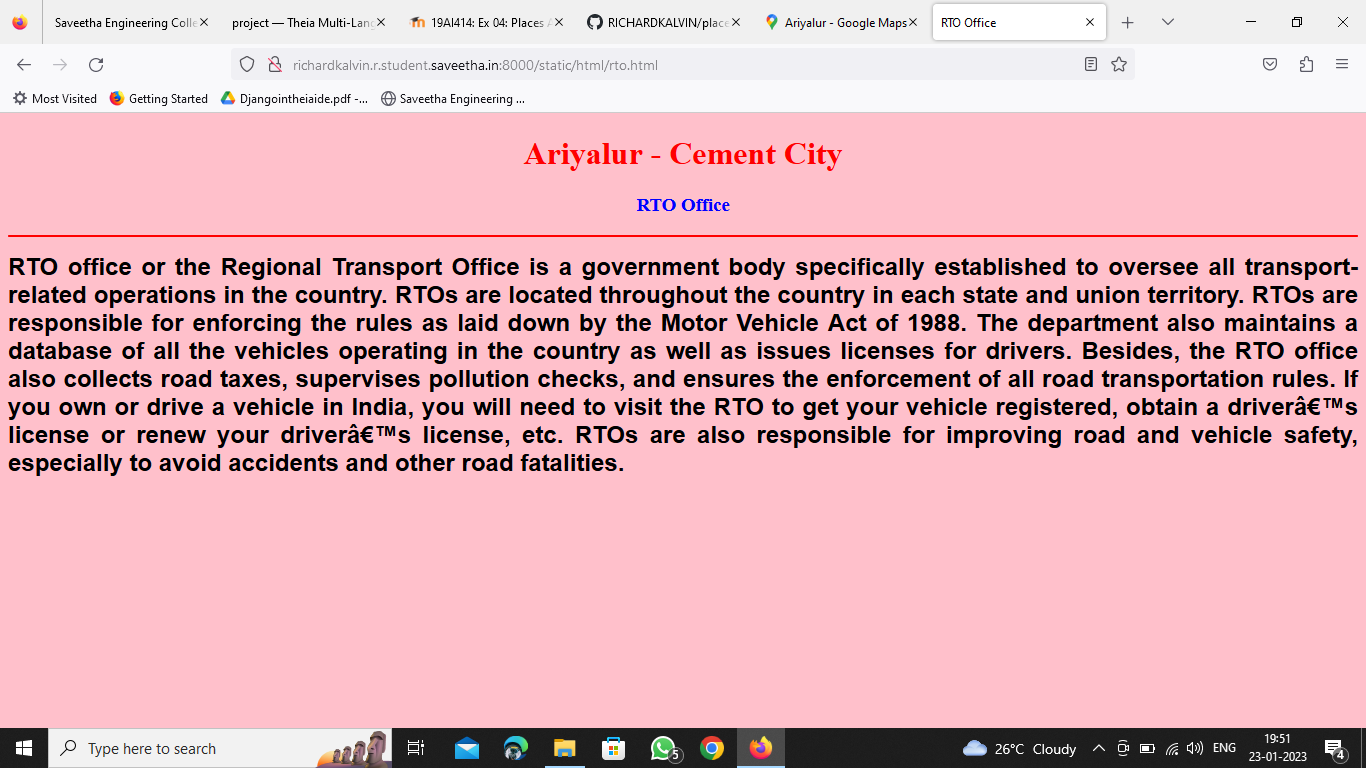 Saveetha Engineering Colle
project — Theia Multi-Lang
19AI414: Ex 04: Places A
RICHARDKALVIN/place
Ariyalur - Google Maps
RTO Office
richardkalvin.r.student.saveetha.in:8000/static/html/rto.html
Most Visited
Getting Started
Djangointheiaide.pdf -...
Saveetha Engineering ...
Ariyalur - Cement City
RTO Office
RTO office or the Regional Transport Office is a government body specifically established to oversee all transport-
related operations in the country. RTOs are located throughout the country in each state and union territory. RTOs are
responsible for enforcing the rules as laid down by the Motor Vehicle Act of 1988. The department also maintains a
database of all the vehicles operating in the country as well as issues licenses for drivers. Besides, the RTO office
also collects road taxes, supervises pollution checks, and ensures the enforcement of all road transportation rules. If
you own or drive a vehicle in India, you will need to visit the RTO to get your vehicle registered, obtain a driverâ€™s
license or renew your driverâ€™s license, etc. RTOs are also responsible for improving road and vehicle safety,
especially to avoid accidents and other road fatalities.
Type here to search
5
26°C Cloudy
ENG
19:51
23-01-2023
4